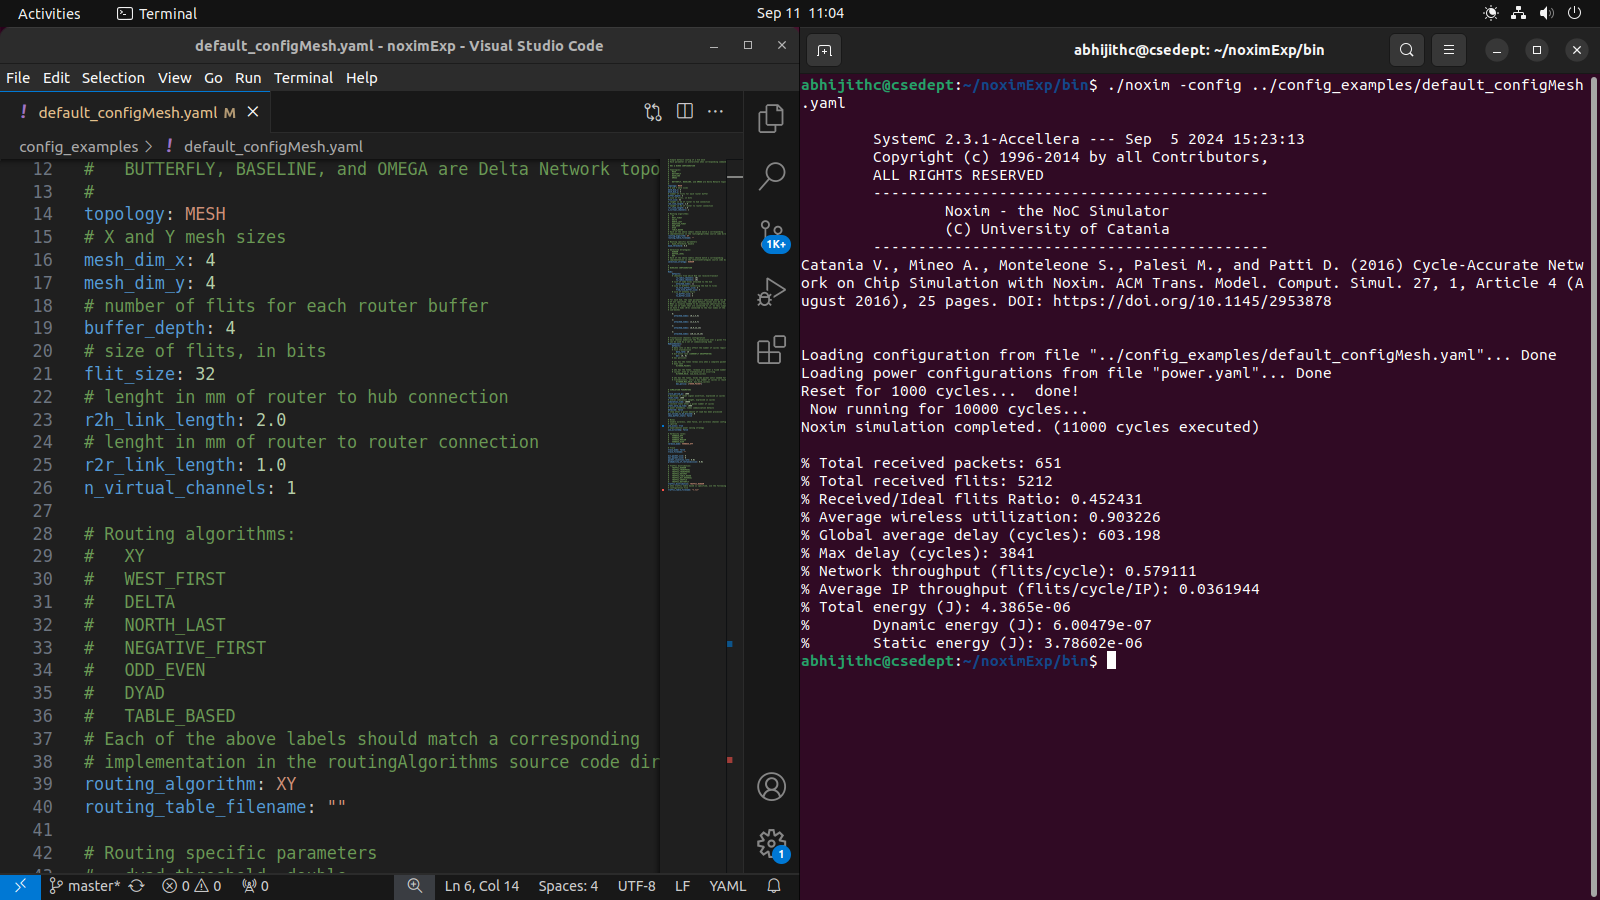 Activities
Terminal
Sep 11 11:04
default_configMesh.yaml - noximExp - Visual Studio Code
File Edit Selection View Go Run Terminal Help
! default_configMesh.yaml M
config_examples > ! default_configMesh.yaml
12 # BUTTERFLY, BASELINE, and OMEGA are Delta Network topo
13 #
14 topology: MESH
15 # X and Y mesh sizes
16 mesh_dim_x: 4
17 mesh_dim_y: 4
18 # number of flits for each router buffer
19 buffer_depth: 4
20 # size of flits, in bits
21 flit_size: 32
22 # lenght in mm of router to hub connection
23 r2h_link_length: 2.0
24 # lenght in mm of router to router connection
25 r2r_link_length: 1.0
26 n_virtual_channels: 1
27
28 # Routing algorithms:
29 # XY
30 # WEST_FIRST
31 # DELTA
32 # NORTH_LAST
33 # NEGATIVE_FIRST
34 # ODD_EVEN
35 # DYAD
36 # TABLE_BASED
37 # Each of the above labels should match a corresponding
38 # implementation in the routingAlgorithms source code dir
39 routing_algorithm: XY
40 routing_table_filename: ""
41
42 # Routing specific parameters
1K+
1
master* 0 0 0 Ln 6, Col 14 Spaces: 4 UTF-8 LF YAML
abhijithc@csedept: ~/noximExp/bin
abhijithc@csedept:~/noximExp/bin$ ./noxim -config ../config_examples/default_configMesh
.yaml
SystemC 2.3.1-Accellera --- Sep 5 2024 15:23:13
Copyright (c) 1996-2014 by all Contributors,
ALL RIGHTS RESERVED
--------------------------------------------
Noxim - the NoC Simulator
(C) University of Catania
--------------------------------------------
Catania V., Mineo A., Monteleone S., Palesi M., and Patti D. (2016) Cycle-Accurate Netw
ork on Chip Simulation with Noxim. ACM Trans. Model. Comput. Simul. 27, 1, Article 4 (A
ugust 2016), 25 pages. DOI: https://doi.org/10.1145/2953878
Loading configuration from file "../config_examples/default_configMesh.yaml"... Done
Loading power configurations from file "power.yaml"... Done
Reset for 1000 cycles... done!
Now running for 10000 cycles...
Noxim simulation completed. (11000 cycles executed)
% Total received packets: 651
% Total received flits: 5212
% Received/Ideal flits Ratio: 0.452431
% Average wireless utilization: 0.903226
% Global average delay (cycles): 603.198
% Max delay (cycles): 3841
% Network throughput (flits/cycle): 0.579111
% Average IP throughput (flits/cycle/IP): 0.0361944
% Total energy (J): 4.3865e-06
% Dynamic energy (J): 6.00479e-07
% Static energy (J): 3.78602e-06
abhijithc@csedept:~/noximExp/bin$